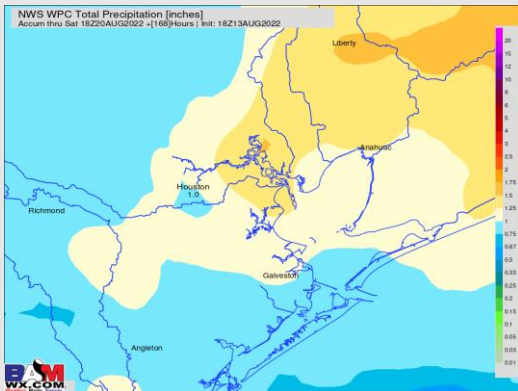 NWS WPC Total Precipitation [inches]
Accum thru Sat 18Z20AUG2022 +[168]Hours | Init: 18Z13AUG2022
Liberty
Anahuac
Houston
1.0
Richmond
Galveston
Angleton
20
15
12
10
8
6
5
4
3
2.5
2
1.75
1.5
1.25
1
0.75
0.67
0.5
0.33
0.25
0.2
0.15
0.1
0.05
0.03
0.01
BAM
WX.COM